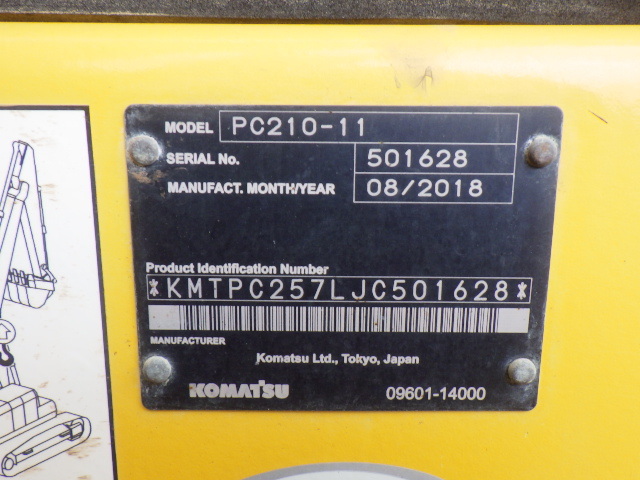 MODEL PC210-11
SERIAL No. 501628
MANUFACT. MONTH/YEAR 08/2018
Product Identification Number
*KMTPC257LJC501628*
MANUFACTURER
Komatsu Ltd., Tokyo, Japan
KOMATSU 09601-14000